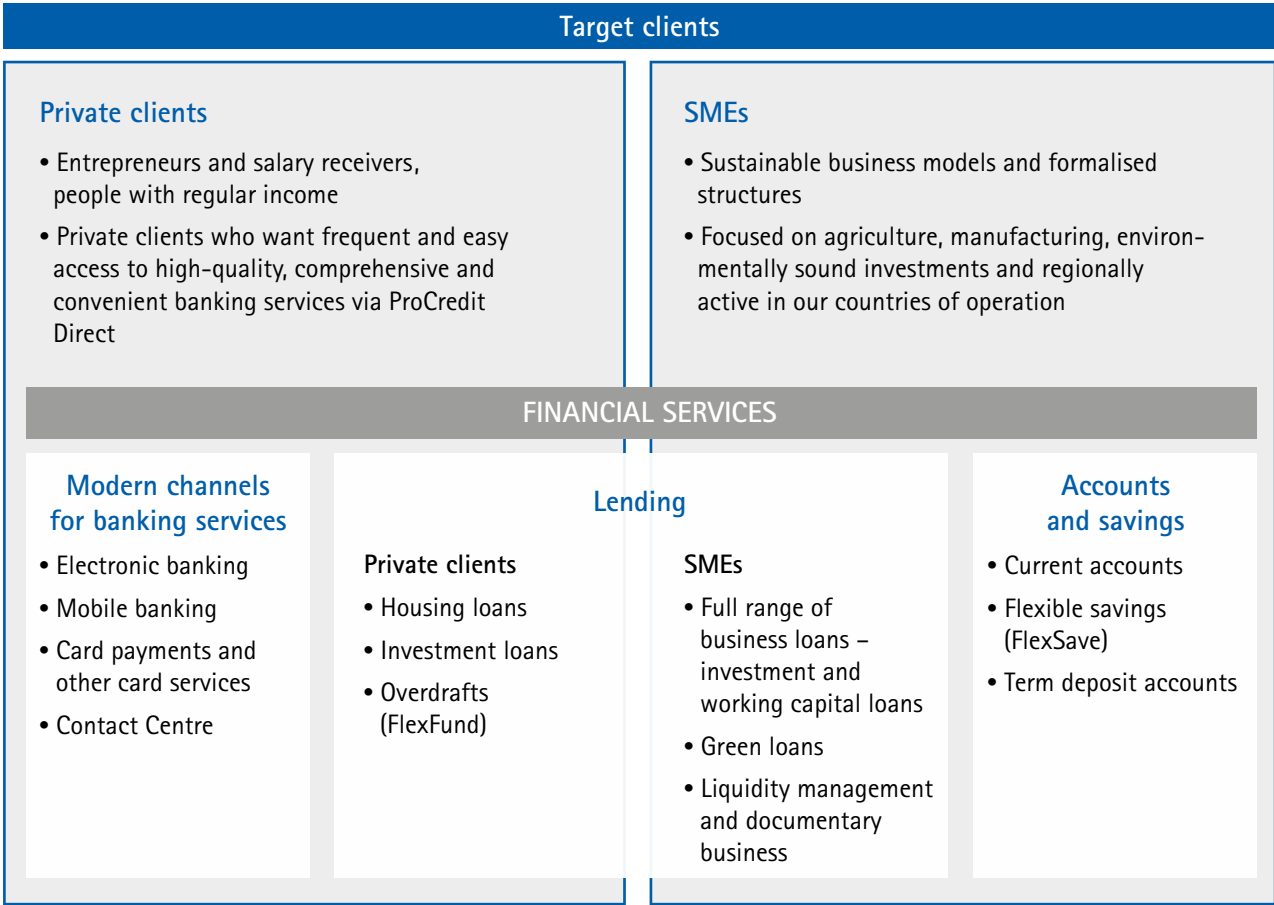 Target clients
Private clients
• Entrepreneurs and salary receivers,
people with regular income
• Private clients who want frequent and easy
access to high-quality, comprehensive and
convenient banking services via ProCredit
Direct
SMEs
• Sustainable business models and formalised
structures
• Focused on agriculture, manufacturing, environ-
mentally sound investments and regionally
active in our countries of operation
FINANCIAL SERVICES
Modern channels
for banking services
• Electronic banking
• Mobile banking
• Card payments and
other card services
• Contact Centre
Lending
Private clients
• Housing loans
• Investment loans
• Overdrafts
(FlexFund)
SMEs
• Full range of
business loans –
investment and
working capital loans
• Green loans
• Liquidity management
and documentary
business
Accounts
and savings
• Current accounts
• Flexible savings
(FlexSave)
• Term deposit accounts